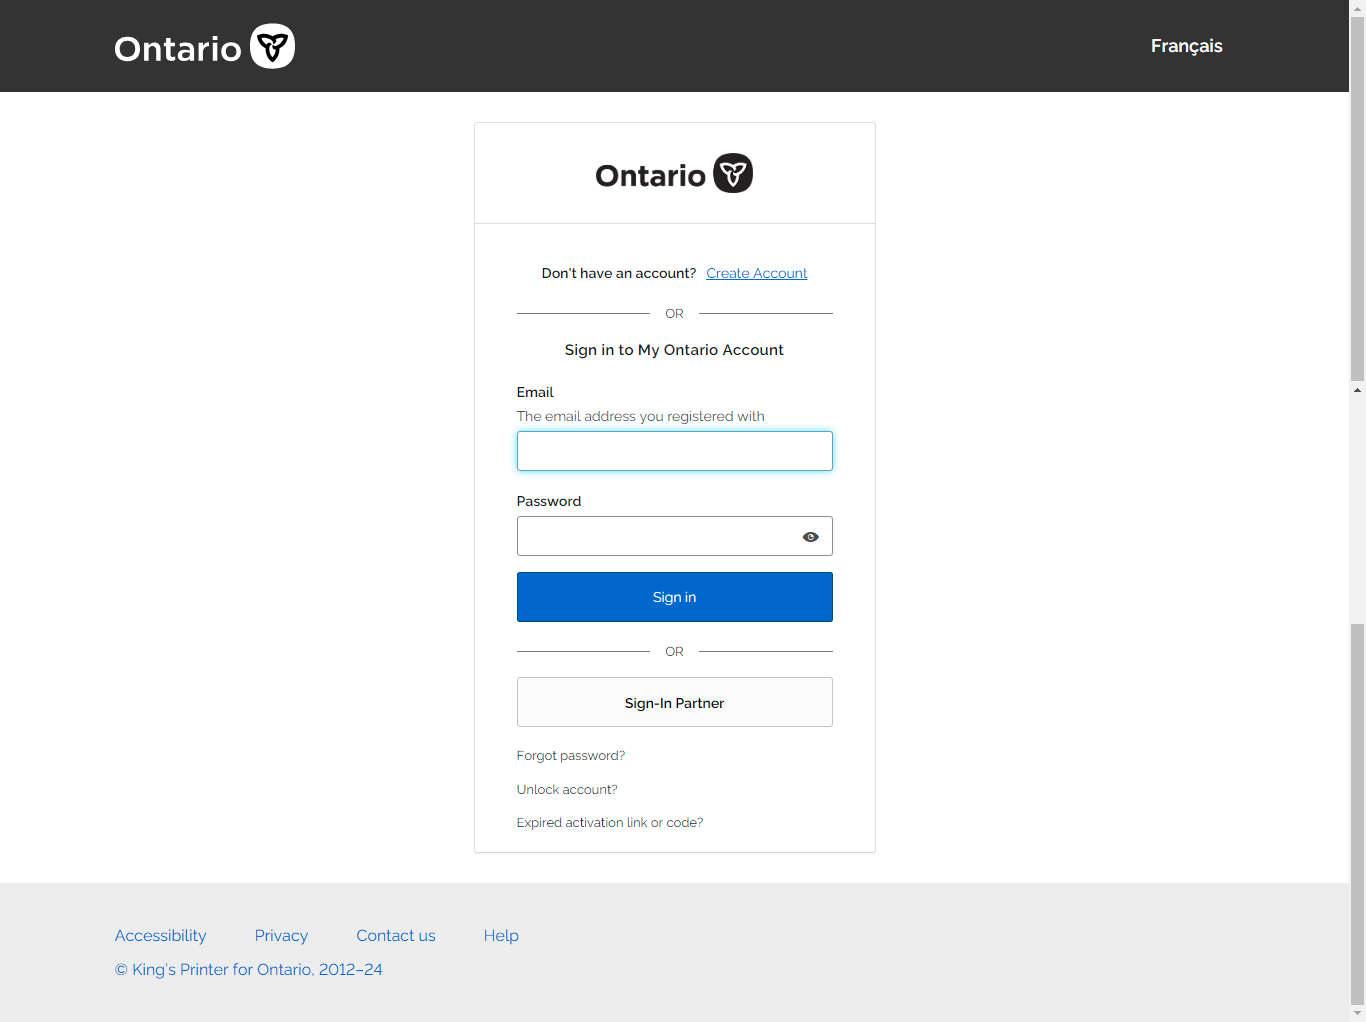 Ontario
Français
Ontario
Don't have an account? Create Account
OR
Sign in to My Ontario Account
Email
The email address you registered with
Password
Sign in
OR
Sign-In Partner
Forgot password?
Unlock account?
Expired activation link or code?
Accessibility Privacy Contact us Help
© King's Printer for Ontario, 2012–24